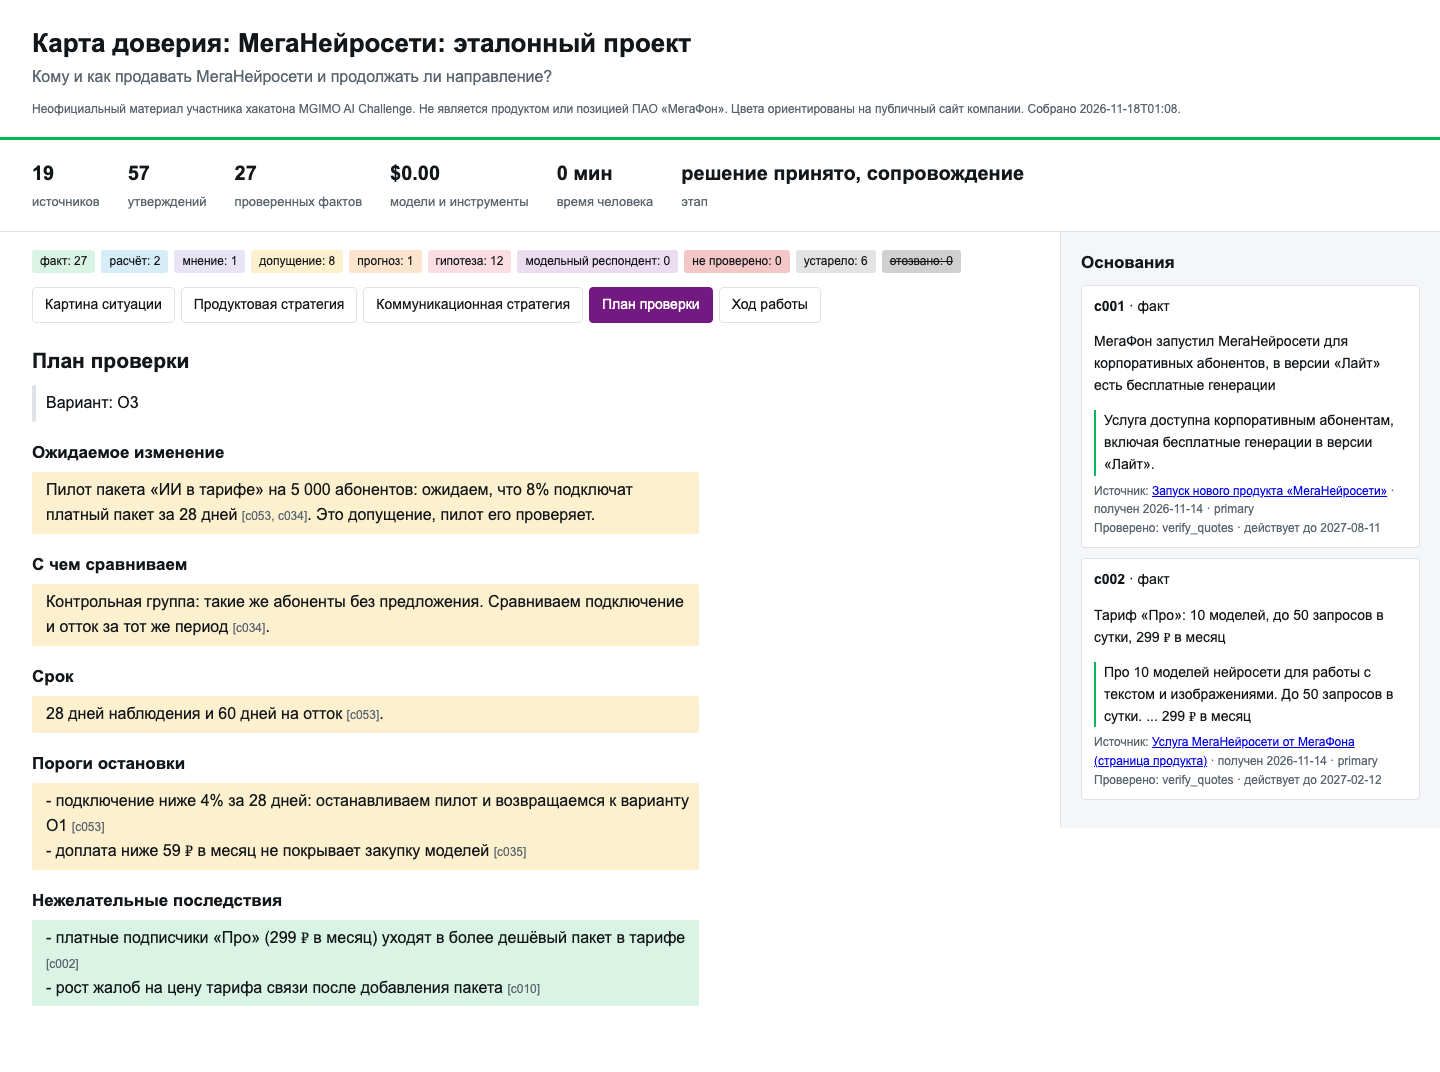 Карта доверия: МегаНейросети: эталонный проект
Кому и как продавать МегаНейросети и продолжать ли направление?
Неофициальный материал участника хакатона MGIMO AI Challenge. Не является продуктом или позицией ПАО «МегаФон». Цвета ориентированы на публичный сайт компании. Собрано 2026-11-18T01:08.
19
источников
57
утверждений
27
проверенных фактов
$0.00
модели и инструменты
0 мин
время человека
решение принято, сопровождение
этап
факт: 27
расчёт: 2
мнение: 1
допущение: 8
прогноз: 1
гипотеза: 12
модельный респондент: 0
не проверено: 0
устарело: 6
отозвано: 0
Картина ситуации
Продуктовая стратегия
Коммуникационная стратегия
План проверки
Ход работы
План проверки
Вариант: О3
Ожидаемое изменение
Пилот пакета «ИИ в тарифе» на 5 000 абонентов: ожидаем, что 8% подключат
платный пакет за 28 дней [c053, c034]. Это допущение, пилот его проверяет.
С чем сравниваем
Контрольная группа: такие же абоненты без предложения. Сравниваем подключение
и отток за тот же период [c034].
Срок
28 дней наблюдения и 60 дней на отток [c053].
Пороги остановки
- подключение ниже 4% за 28 дней: останавливаем пилот и возвращаемся к варианту
О1 [c053]
- доплата ниже 59 ₽ в месяц не покрывает закупку моделей [c035]
Нежелательные последствия
- платные подписчики «Про» (299 ₽ в месяц) уходят в более дешёвый пакет в тарифе
[c002]
- рост жалоб на цену тарифа связи после добавления пакета [c010]
Основания
c001 · факт
МегаФон запустил МегаНейросети для
корпоративных абонентов, в версии «Лайт»
есть бесплатные генерации
Услуга доступна корпоративным абонентам,
включая бесплатные генерации в версии
«Лайт».
Источник: Запуск нового продукта «МегаНейросети» ·
получен 2026-11-14 · primary
Проверено: verify_quotes · действует до 2027-08-11
c002 · факт
Тариф «Про»: 10 моделей, до 50 запросов в
сутки, 299 ₽ в месяц
Про 10 моделей нейросети для работы с
текстом и изображениями. До 50 запросов в
сутки. ... 299 ₽ в месяц
Источник: Услуга МегаНейросети от МегаФона
(страница продукта) · получен 2026-11-14 · primary
Проверено: verify_quotes · действует до 2027-02-12